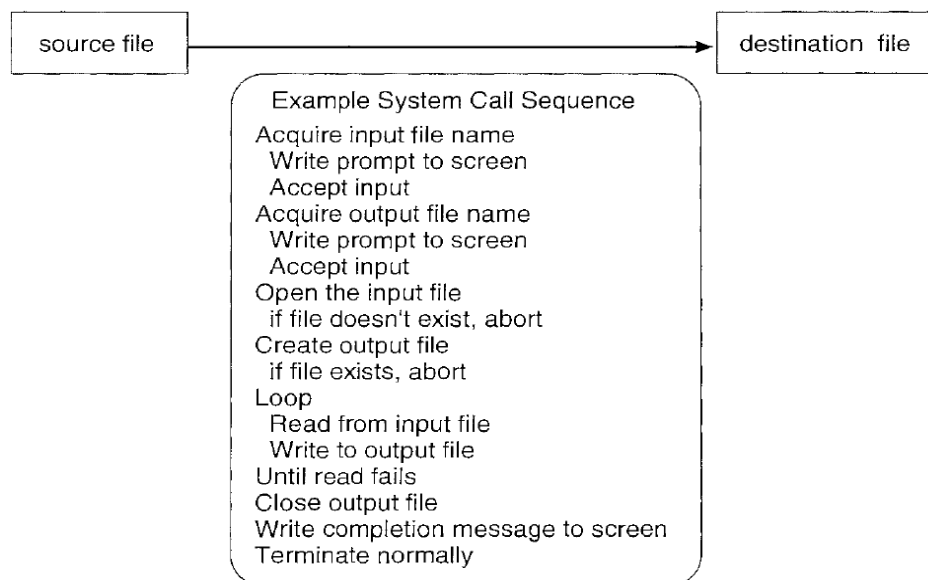 source file
destination file
Example System Call Sequence
Acquire input file name
Write prompt to screen
Accept input
Acquire output file name
Write prompt to screen
Accept input
Open the input file
if file doesn't exist, abort
Create output file
if file exists, abort
Loop
Read from input file
Write to output file
Until read fails
Close output file
Write completion message to screen
Terminate normally